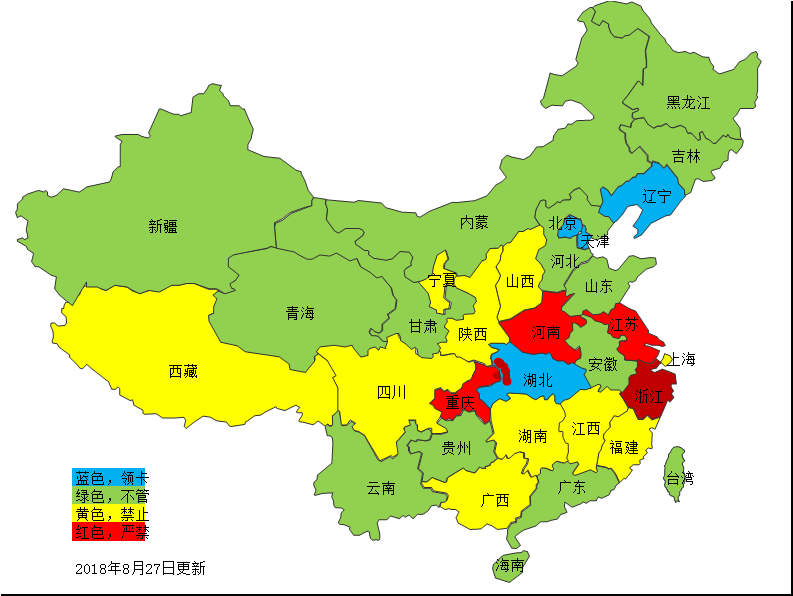 黑龙江
吉林
辽宁
新疆
内蒙
北京
天津
河北
宁夏
山西
山东
青海
甘肃
陕西
河南
江苏
西藏
安徽
上海
湖北
四川
重庆
浙江
湖南
江西
贵州
福建
云南
广西
广东
台湾
海南
蓝色，领卡
绿色，不管
黄色，禁止
红色，严禁
2018年8月27日更新